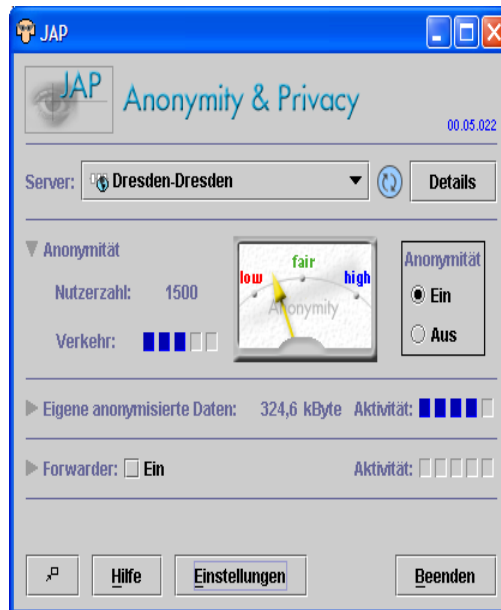 JAP
JAP Anonymity & Privacy
00.05.022
Server: Dresden-Dresden Details
Anonymität
Nutzerzahl: 1500
Verkehr:
low fair high
Anonymity
Anonymität
Ein
Aus
Eigene anonymisierte Daten: 324,6 kByte Aktivität:
Forwarder: Ein Aktivität:
Hilfe Einstellungen Beenden